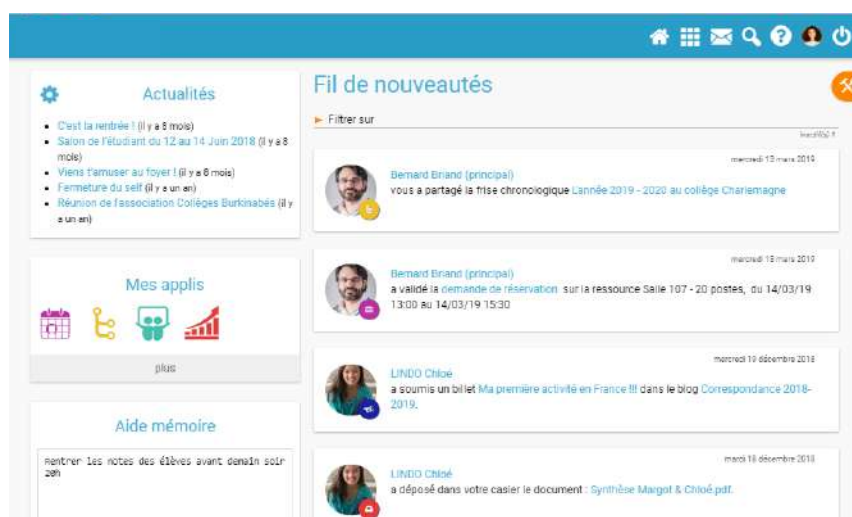 Actualités
C'est la rentrée ! (il y a 8 mois)
Salon de l'étudiant du 12 au 14 Juin 2018 (il y a 8
mois)
Viens t'amuser au foyer ! (il y a 8 mois)
Fermeture du self (il y a un an)
Réunion de l'association Collèges Burkinabés (il y
a un an)
Mes applis
plus
Aide mémoire
Rentrer les notes des élèves avant demain soir
20h
Fil de nouveautés
Filtrer sur
mercredi 13 mars 2019
Bernard Briand (principal)
vous a partagé la frise chronologique L'année 2019 - 2020 au collège Charlemagne
mercredi 13 mars 2019
Bernard Briand (principal)
a validé la demande de réservation sur la ressource Salle 107 - 20 postes, du 14/03/19
13:00 au 14/03/19 15:30
mercredi 19 décembre 2018
LINDO Chloé
a soumis un billet Ma première activité en France !!! dans le blog Correspondance 2018-
2019.
mardi 18 décembre 2018
LINDO Chloé
a déposé dans votre casier le document : Synthèse Margot & Chloé.pdf.